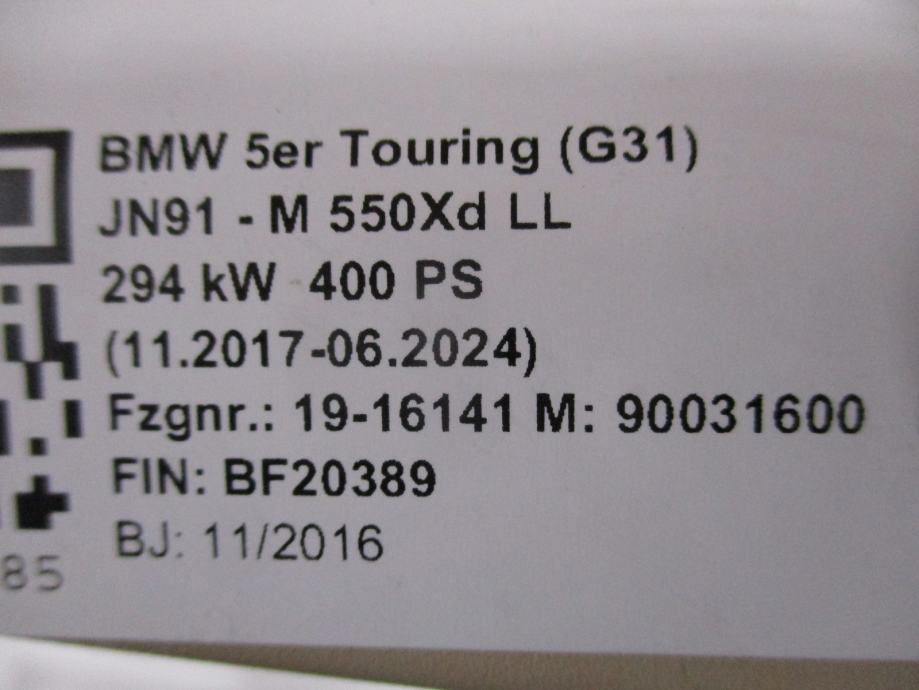 BMW 5er Touring (G31)
JN91 - M 550Xd LL
294 kW 400 PS
(11.2017-06.2024)
Fzgnr.: 19-16141 M: 90031600
FIN: BF20389
BJ: 11/2016
85